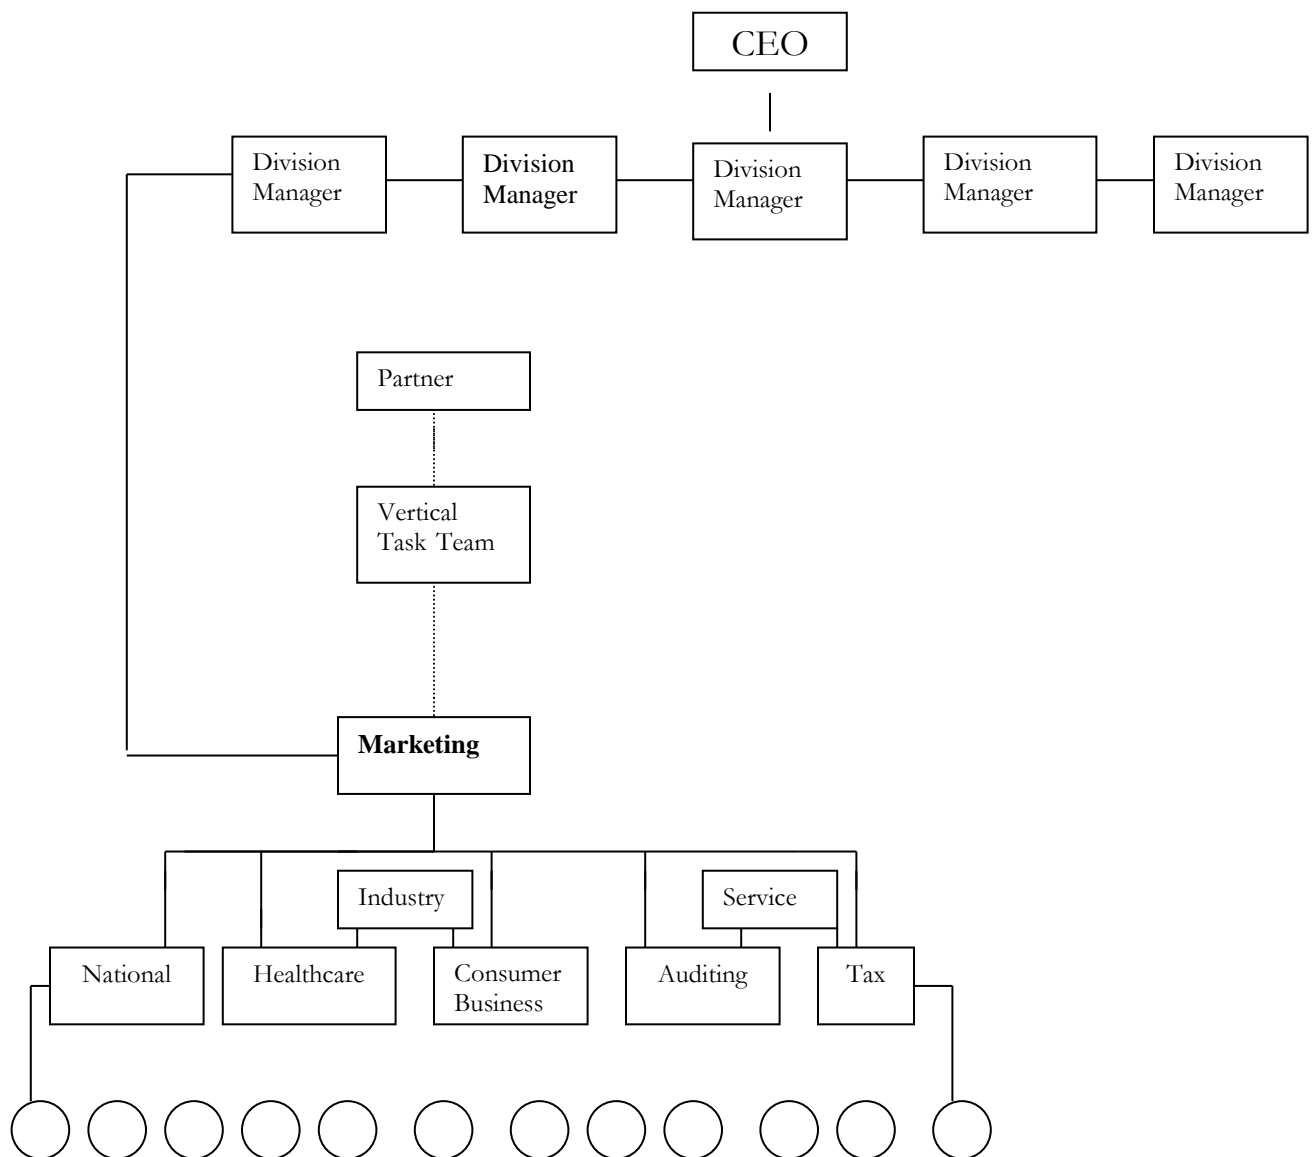 CEO
Division
Manager
Division
Manager
Division
Manager
Division
Manager
Division
Manager
Partner
Vertical
Task Team
Marketing
Industry
Service
National
Healthcare
Consumer
Business
Auditing
Tax